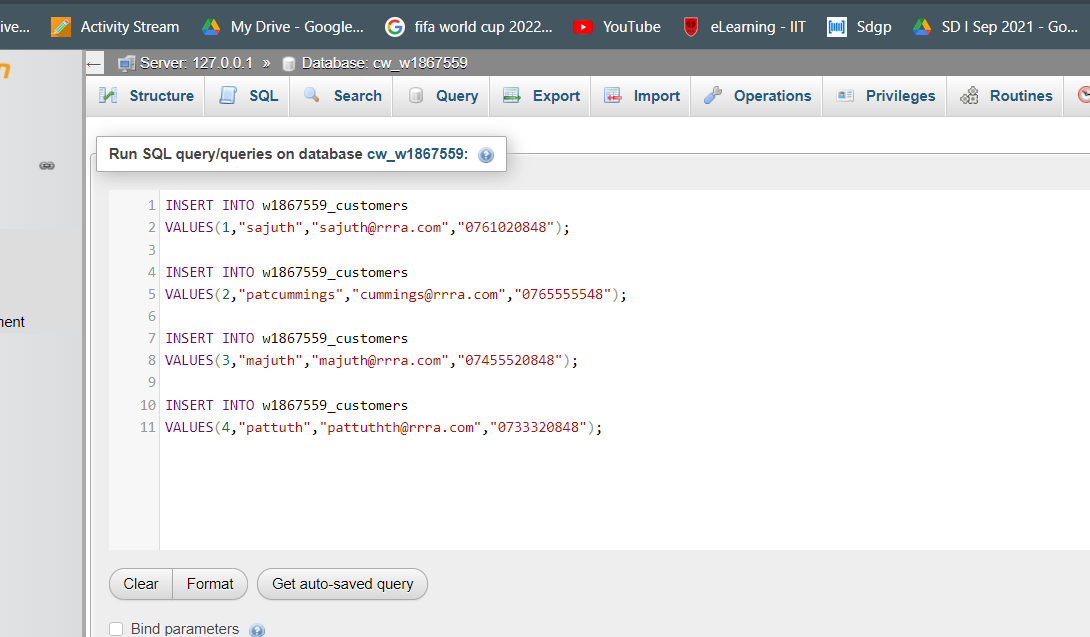 ive... Activity Stream My Drive - Google... fifa world cup 2022... YouTube eLearning - IIT Sdgp SD I Sep 2021 - Go...
← Server: 127.0.0.1 » Database: cw_w1867559
Structure SQL Search Query Export Import Operations Privileges Routines
Run SQL query/queries on database cw_w1867559:
1 INSERT INTO w1867559_customers
2 VALUES(1,"sajuth","sajuth@rrra.com","0761020848");
3
4 INSERT INTO w1867559_customers
5 VALUES(2,"patcummings","cummings@rrra.com","0765555548");
6
7 INSERT INTO w1867559_customers
8 VALUES(3,"majuth","majuth@rrra.com","07455520848");
9
10 INSERT INTO w1867559_customers
11 VALUES(4,"pattuth","pattuthth@rrra.com","0733320848");
nent
Clear Format Get auto-saved query
Bind parameters